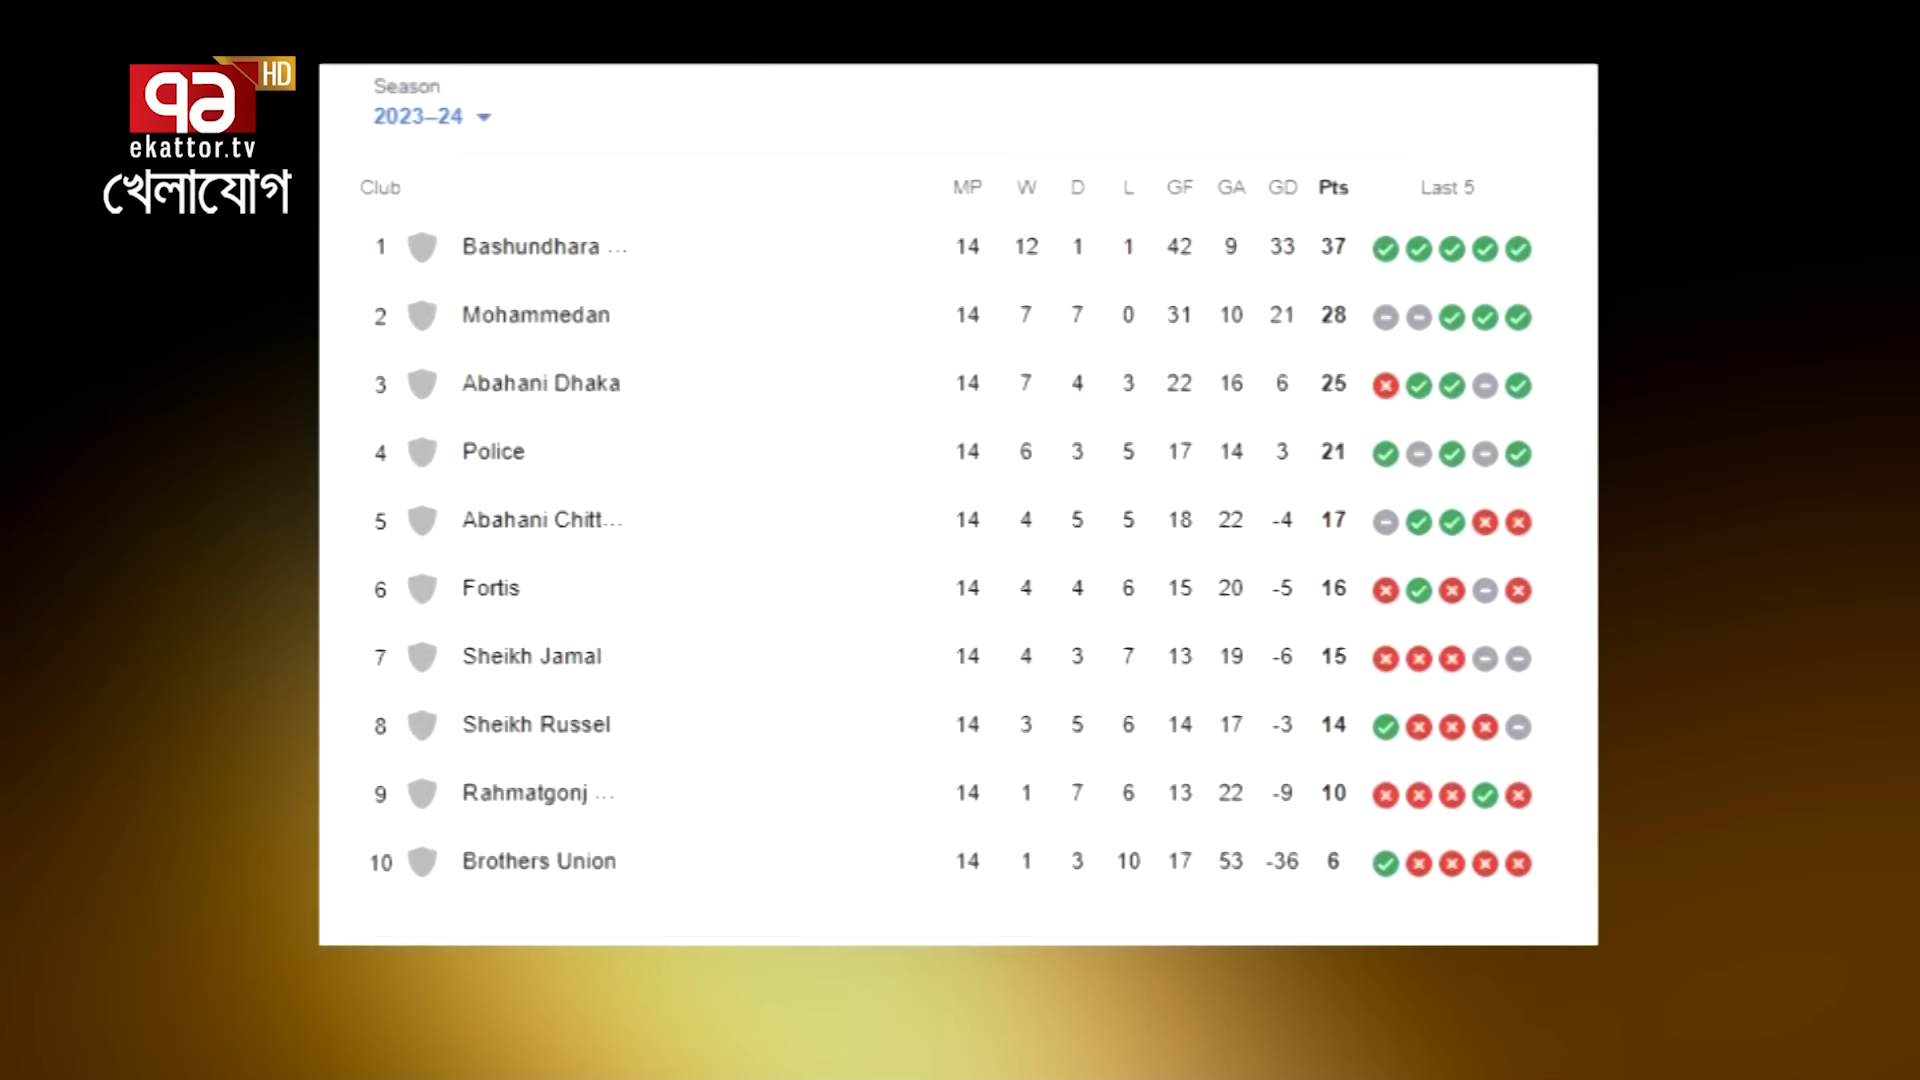 HD
৭১
ekattor.tv
খেলাযোগ
Season
2023–24
Club MP W D L GF GA GD Pts Last 5
1 Bashundhara ... 14 12 1 1 42 9 33 37
2 Mohammedan 14 7 7 0 31 10 21 28
3 Abahani Dhaka 14 7 4 3 22 16 6 25
4 Police 14 6 3 5 17 14 3 21
5 Abahani Chitt... 14 4 5 5 18 22 -4 17
6 Fortis 14 4 4 6 15 20 -5 16
7 Sheikh Jamal 14 4 3 7 13 19 -6 15
8 Sheikh Russel 14 3 5 6 14 17 -3 14
9 Rahmatgonj ... 14 1 7 6 13 22 -9 10
10 Brothers Union 14 1 3 10 17 53 -36 6